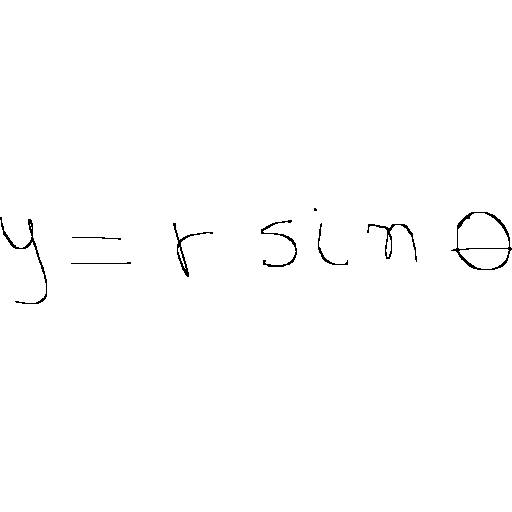 y = r sin θ